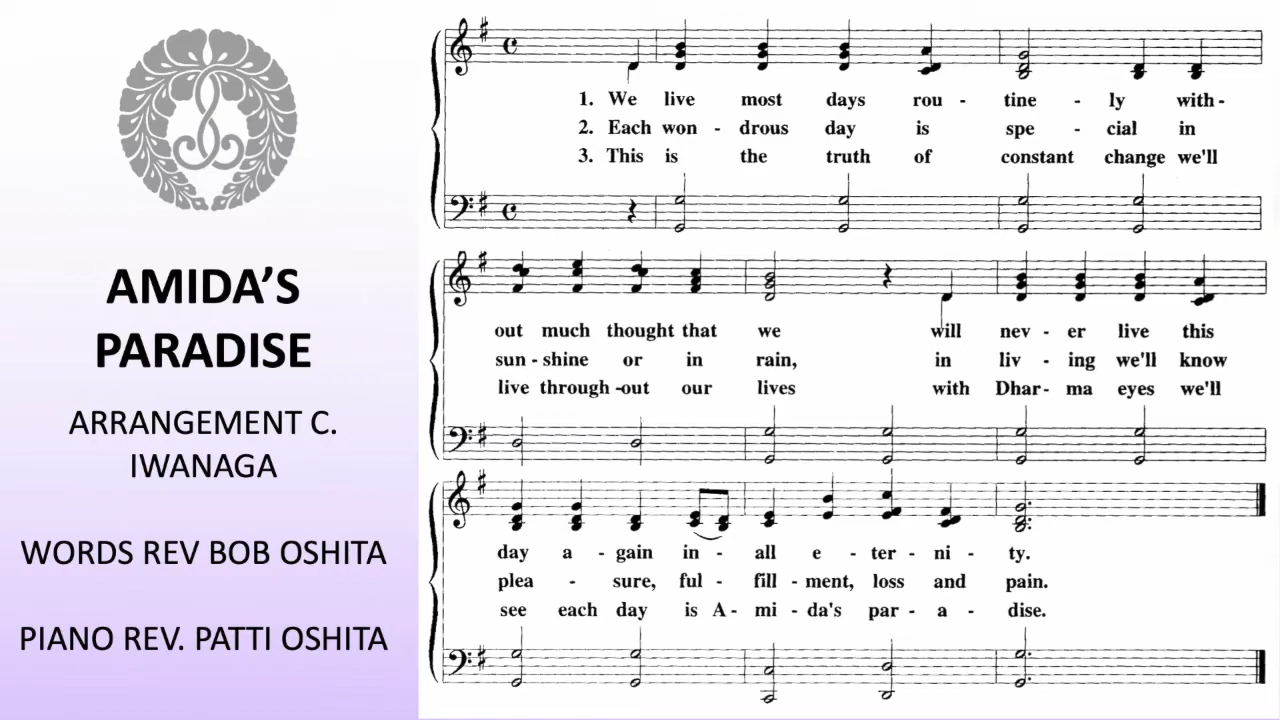 AMIDA'S
PARADISE
ARRANGEMENT C.
IWANAGA
WORDS REV BOB OSHITA
PIANO REV. PATTI OSHITA
1. We live most days rou - tine - ly with-
2. Each won - drous day is spe - cial in
3. This is the truth of constant change we'll
out much thought that we will nev - er live this
sun - shine or in rain, in liv - ing we'll know
live through -out our lives with Dhar - ma eyes we'll
day a - gain in - all e - ter - ni - ty.
plea - sure, ful - fill - ment, loss and pain.
see each day is A - mi - da's par - a - dise.